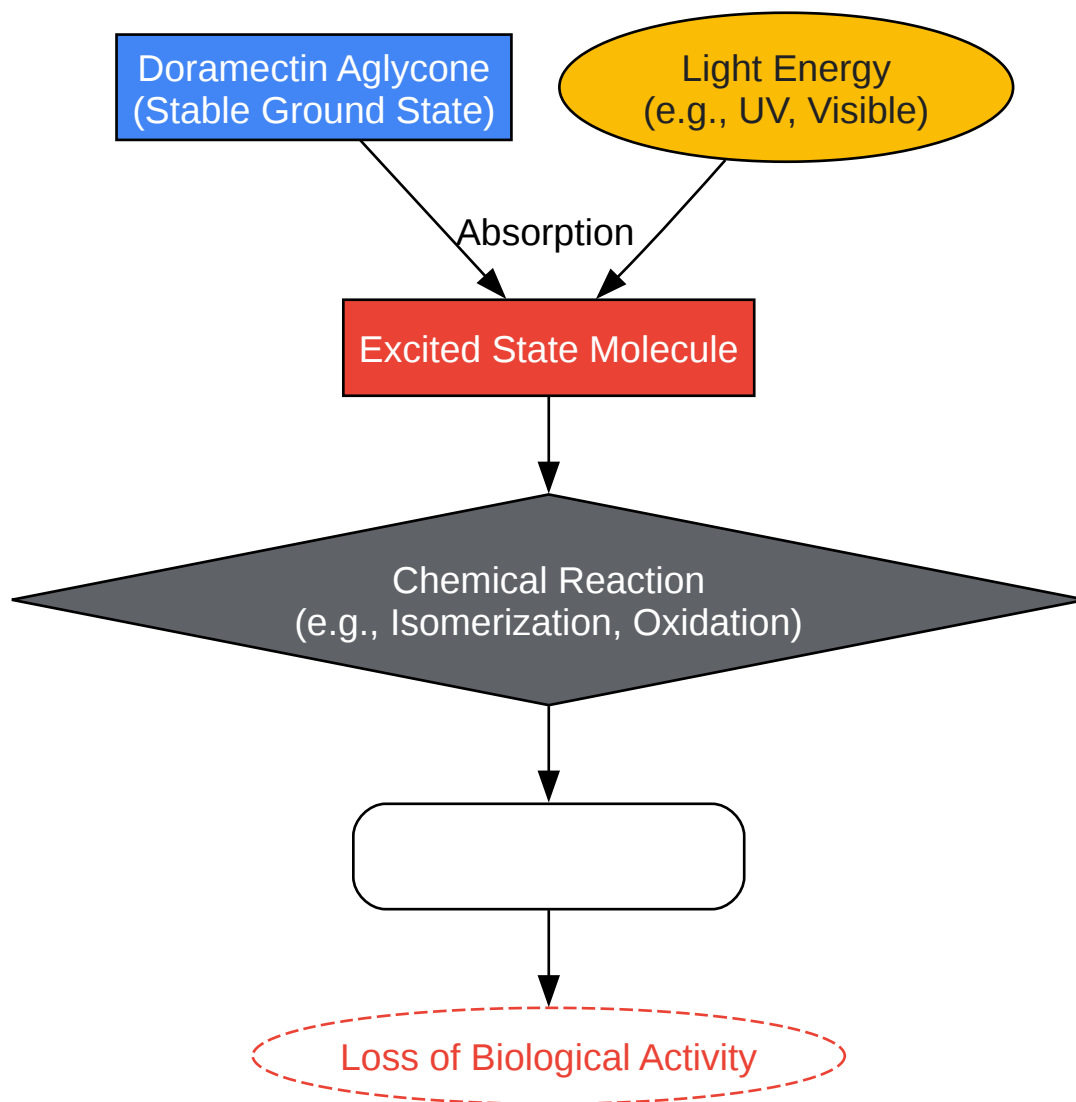 Doramectin Aglycone
(Stable Ground State)
Light Energy
(e.g., UV, Visible)
Absorption
Excited State Molecule
Chemical Reaction
(e.g., Isomerization, Oxidation)
Loss of Biological Activity